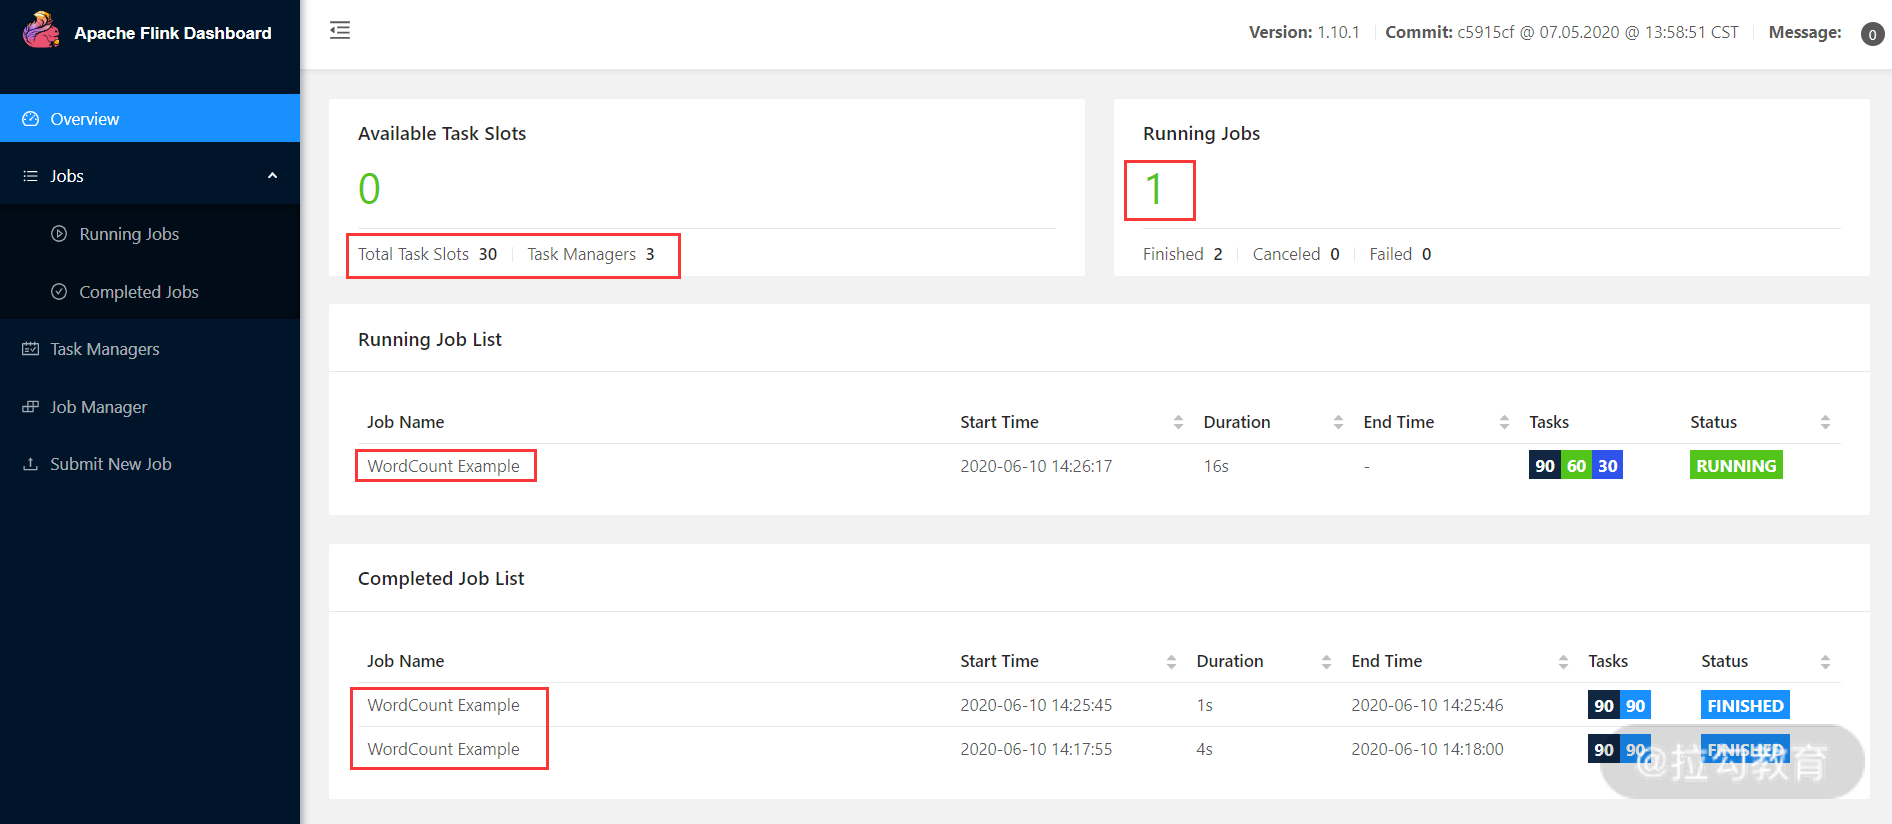 Apache Flink Dashboard
Version: 1.10.1 Commit: c5915cf @ 07.05.2020 @ 13:58:51 CST Message: 0
Overview
Jobs
Running Jobs
Completed Jobs
Task Managers
Job Manager
Submit New Job
Available Task Slots
0
Total Task Slots 30 Task Managers 3
Running Jobs
1
Finished 2 Canceled 0 Failed 0
Running Job List
Job Name Start Time Duration End Time Tasks Status
WordCount Example 2020-06-10 14:26:17 16s - 90 60 30 RUNNING
Completed Job List
Job Name Start Time Duration End Time Tasks Status
WordCount Example 2020-06-10 14:25:45 1s 2020-06-10 14:25:46 90 90 FINISHED
WordCount Example 2020-06-10 14:17:55 4s 2020-06-10 14:18:00 90 90 FINISHED
@拉勾教育